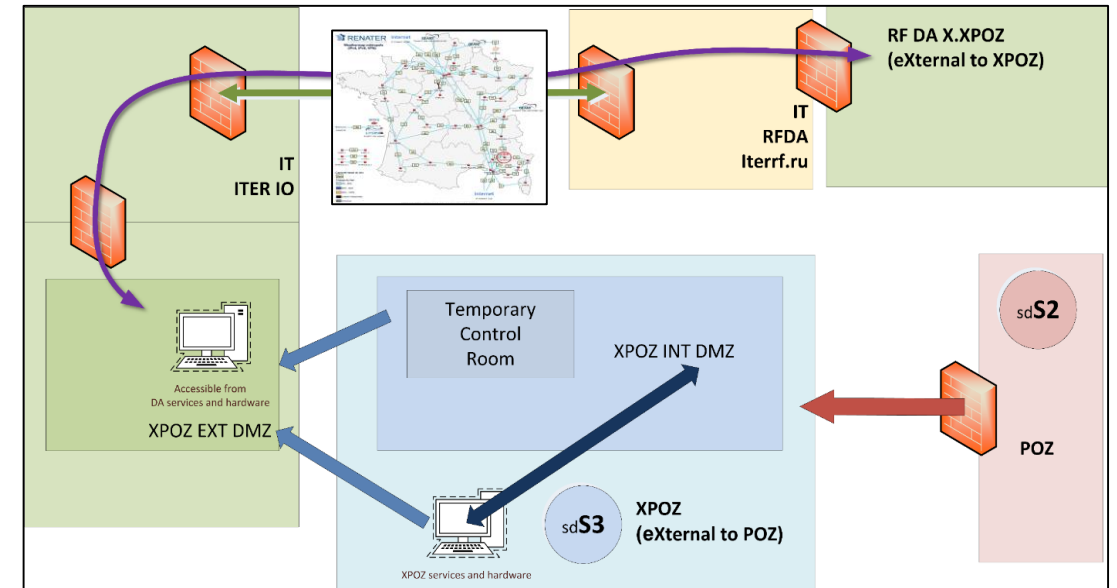 RENATER
RF DA X.XPOZ
(eXternal to XPOZ)
IT
ITER IO
IT
RFDA
Iterrf.ru
Temporary
Control
Room
XPOZ INT DMZ
sdS2
Accessible from
DA services and hardware
XPOZ EXT DMZ
POZ
sdS3
XPOZ
(eXternal to POZ)
XPOZ services and hardware